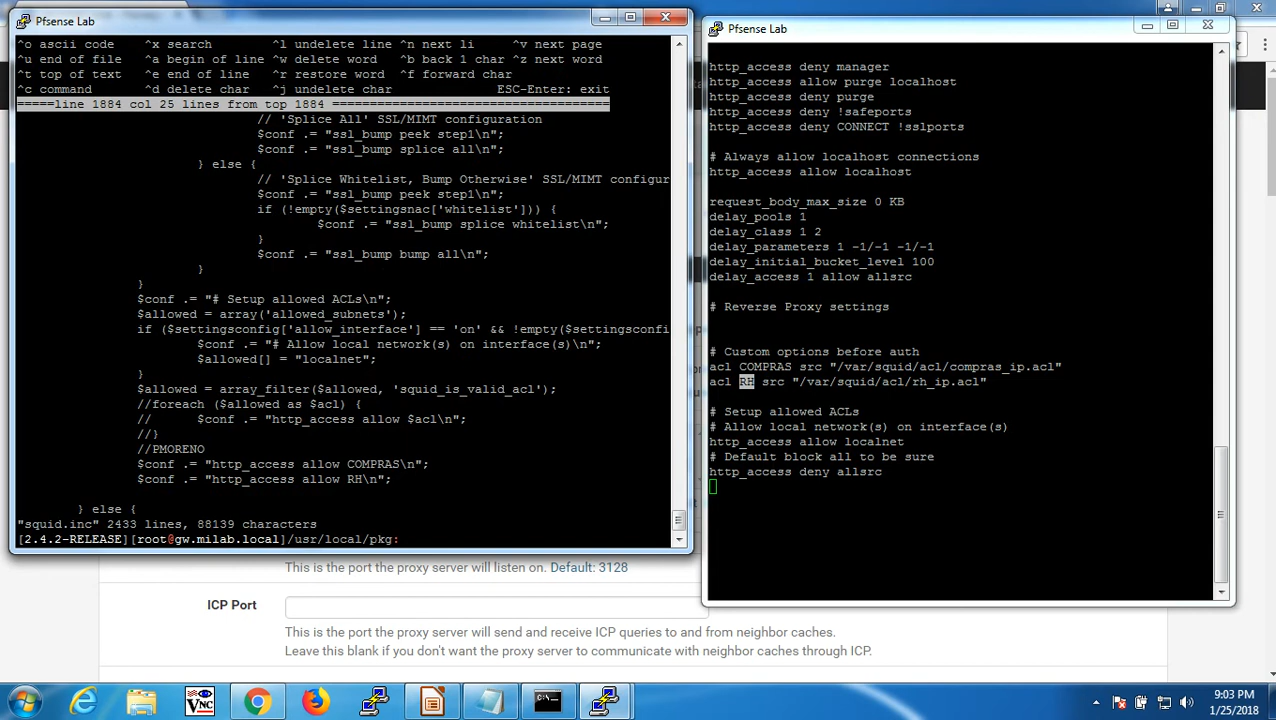 Pfsense Lab
^o ascii code ^x search ^l undelete line ^n next li ^v next page
^u end of file ^a begin of line ^w delete word ^b back 1 char ^z next word
^t top of text ^e end of line ^r restore word ^f forward char
^c command ^d delete char ^j undelete char ESC-Enter: exit
=====line 1884 col 25 lines from top 1884 =====================================
// 'Splice All' SSL/MIMT configuration
$conf .= "ssl_bump peek step1\n";
$conf .= "ssl_bump splice all\n";
} else {
// 'Splice Whitelist, Bump Otherwise' SSL/MIMT configur
$conf .= "ssl_bump peek step1\n";
if (!empty($settingsnac['whitelist'])) {
$conf .= "ssl_bump splice whitelist\n";
}
$conf .= "ssl_bump bump all\n";
}
}
$conf .= "# Setup allowed ACLs\n";
$allowed = array('allowed_subnets');
if ($settingsconfig['allow_interface'] == 'on' && !empty($settingsconfi
$conf .= "# Allow local network(s) on interface(s)\n";
$allowed[] = "localnet";
}
$allowed = array_filter($allowed, 'squid_is_valid_acl');
//foreach ($allowed as $acl) {
// $conf .= "http_access allow $acl\n";
//}
//PMORENO
$conf .= "http_access allow COMPRAS\n";
$conf .= "http_access allow RH\n";
} else {
"squid.inc" 2433 lines, 88139 characters
[2.4.2-RELEASE][root@gw.milab.local]/usr/local/pkg:
Pfsense Lab
http_access deny manager
http_access allow purge localhost
http_access deny purge
http_access deny !safeports
http_access deny CONNECT !sslports
# Always allow localhost connections
http_access allow localhost
request_body_max_size 0 KB
delay_pools 1
delay_class 1 2
delay_parameters 1 -1/-1 -1/-1
delay_initial_bucket_level 100
delay_access 1 allow allsrc
# Reverse Proxy settings
# Custom options before auth
acl COMPRAS src "/var/squid/acl/compras_ip.acl"
acl RH src "/var/squid/acl/rh_ip.acl"
# Setup allowed ACLs
# Allow local network(s) on interface(s)
http_access allow localnet
# Default block all to be sure
http_access deny allsrc
This is the port the proxy server will listen on. Default: 3128
ICP Port
This is the port the proxy server will send and receive ICP queries to and from neighbor caches.
Leave this blank if you don't want the proxy server to communicate with neighbor caches through ICP.
VNC
9:03 PM
1/25/2018